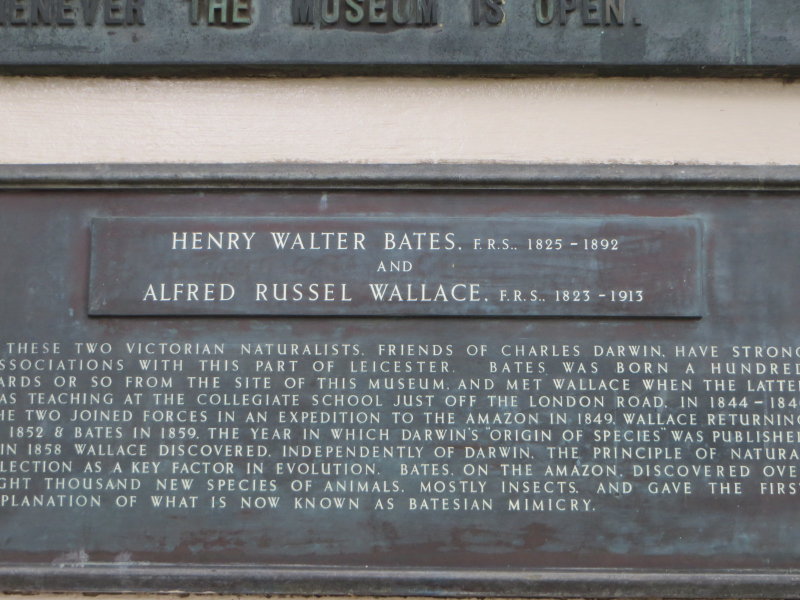 HENEVER THE MUSEUM IS OPEN.
HENRY WALTER BATES, F.R.S., 1825-1892
AND
ALFRED RUSSEL WALLACE, F.R.S., 1823-1913
THESE TWO VICTORIAN NATURALISTS, FRIENDS OF CHARLES DARWIN, HAVE STRONG
SSOCIATIONS WITH THIS PART OF LEICESTER. BATES WAS BORN A HUNDRED
ARDS OR SO FROM THE SITE OF THIS MUSEUM, AND MET WALLACE WHEN THE LATTER
AS TEACHING AT THE COLLEGIATE SCHOOL JUST OFF THE LONDON ROAD, IN 1844-184
HE TWO JOINED FORCES IN AN EXPEDITION TO THE AMAZON IN 1849, WALLACE RETURNING
1852 & BATES IN 1859, THE YEAR IN WHICH DARWIN'S "ORIGIN OF SPECIES" WAS PUBLISHED
IN 1858 WALLACE DISCOVERED, INDEPENDENTLY OF DARWIN, THE PRINCIPLE OF NATURA
LECTION AS A KEY FACTOR IN EVOLUTION. BATES, ON THE AMAZON, DISCOVERED OVE
GHT THOUSAND NEW SPECIES OF ANIMALS, MOSTLY INSECTS, AND GAVE THE FIRS
PLANATION OF WHAT IS NOW KNOWN AS BATESIAN MIMICRY.